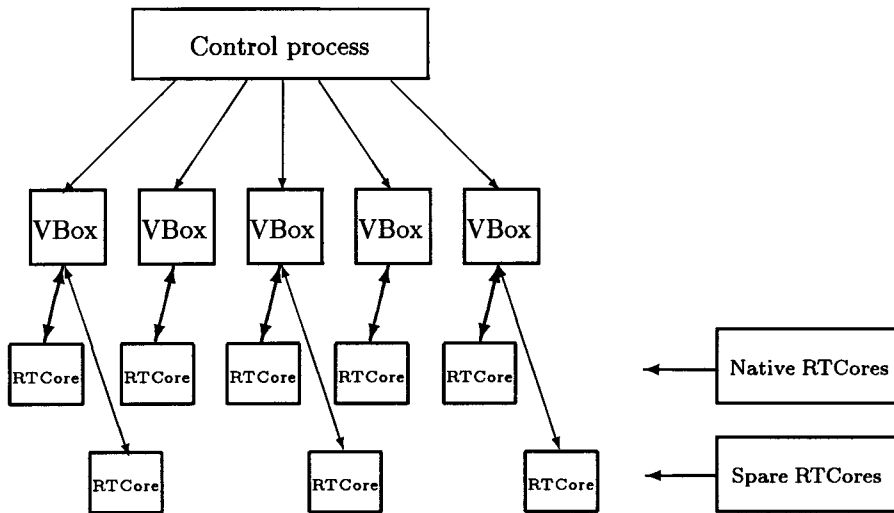 Control process
VBox VBox VBox VBox VBox
RTCore RTCore RTCore RTCore RTCore
Native RTCores
RTCore RTCore RTCore
Spare RTCores